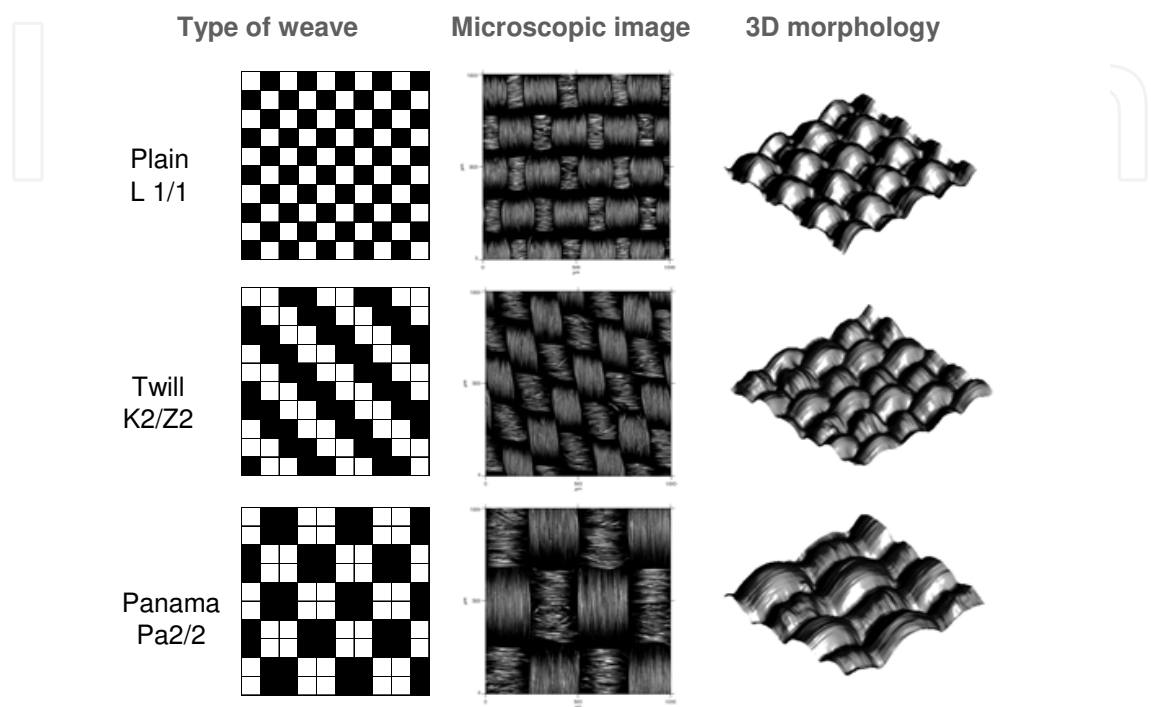 Type of weave
Microscopic image
3D morphology
Plain
L 1/1
Twill
K2/Z2
Panama
Pa2/2